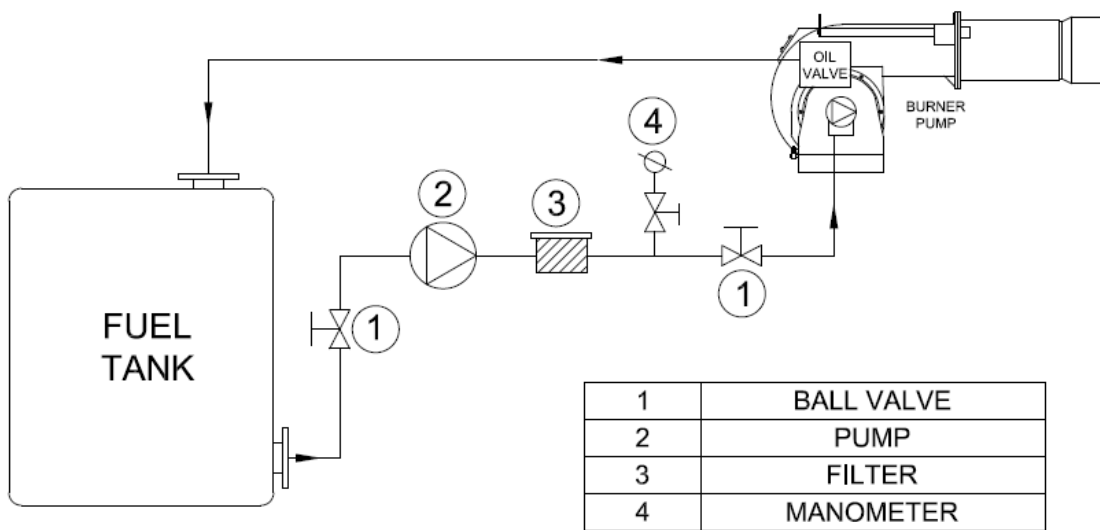 OIL
VALVE
BURNER
PUMP
4
2
3
1
1
FUEL
TANK
1 BALL VALVE
2 PUMP
3 FILTER
4 MANOMETER